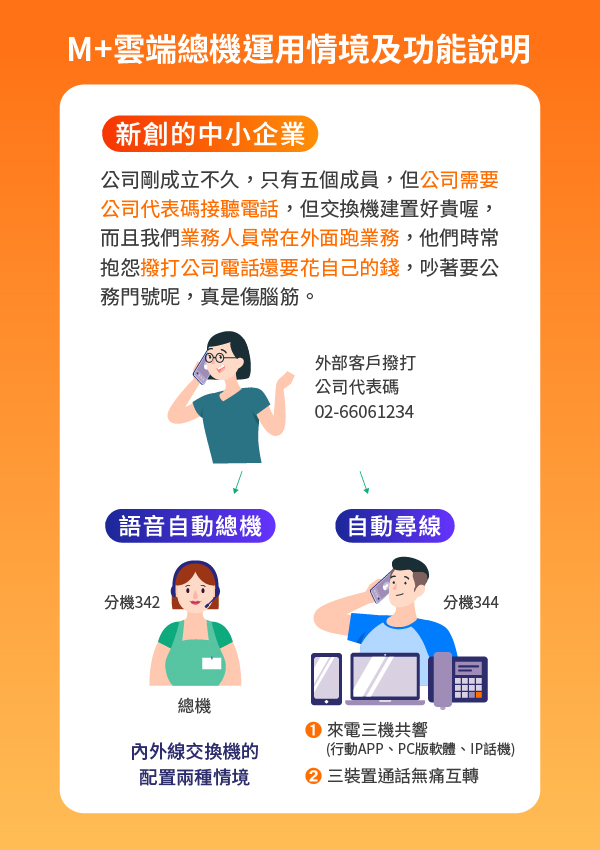 M+雲端總機運用情境及功能說明
新創的中小企業
公司剛成立不久，只有五個成員，但公司需要
公司代表碼接聽電話，但交換機建置好貴喔，
而且我們業務人員常在外面跑業務，他們時常
抱怨撥打公司電話還要花自己的錢，吵著要公
務門號呢，真是傷腦筋。
外部客戶撥打
公司代表碼
02-66061234
語音自動總機
自動尋線
分機342
分機344
總機
內外線交換機的
配置兩種情境
1 來電三機共響
(行動APP、PC版軟體、IP話機)
2 三裝置通話無痛互轉